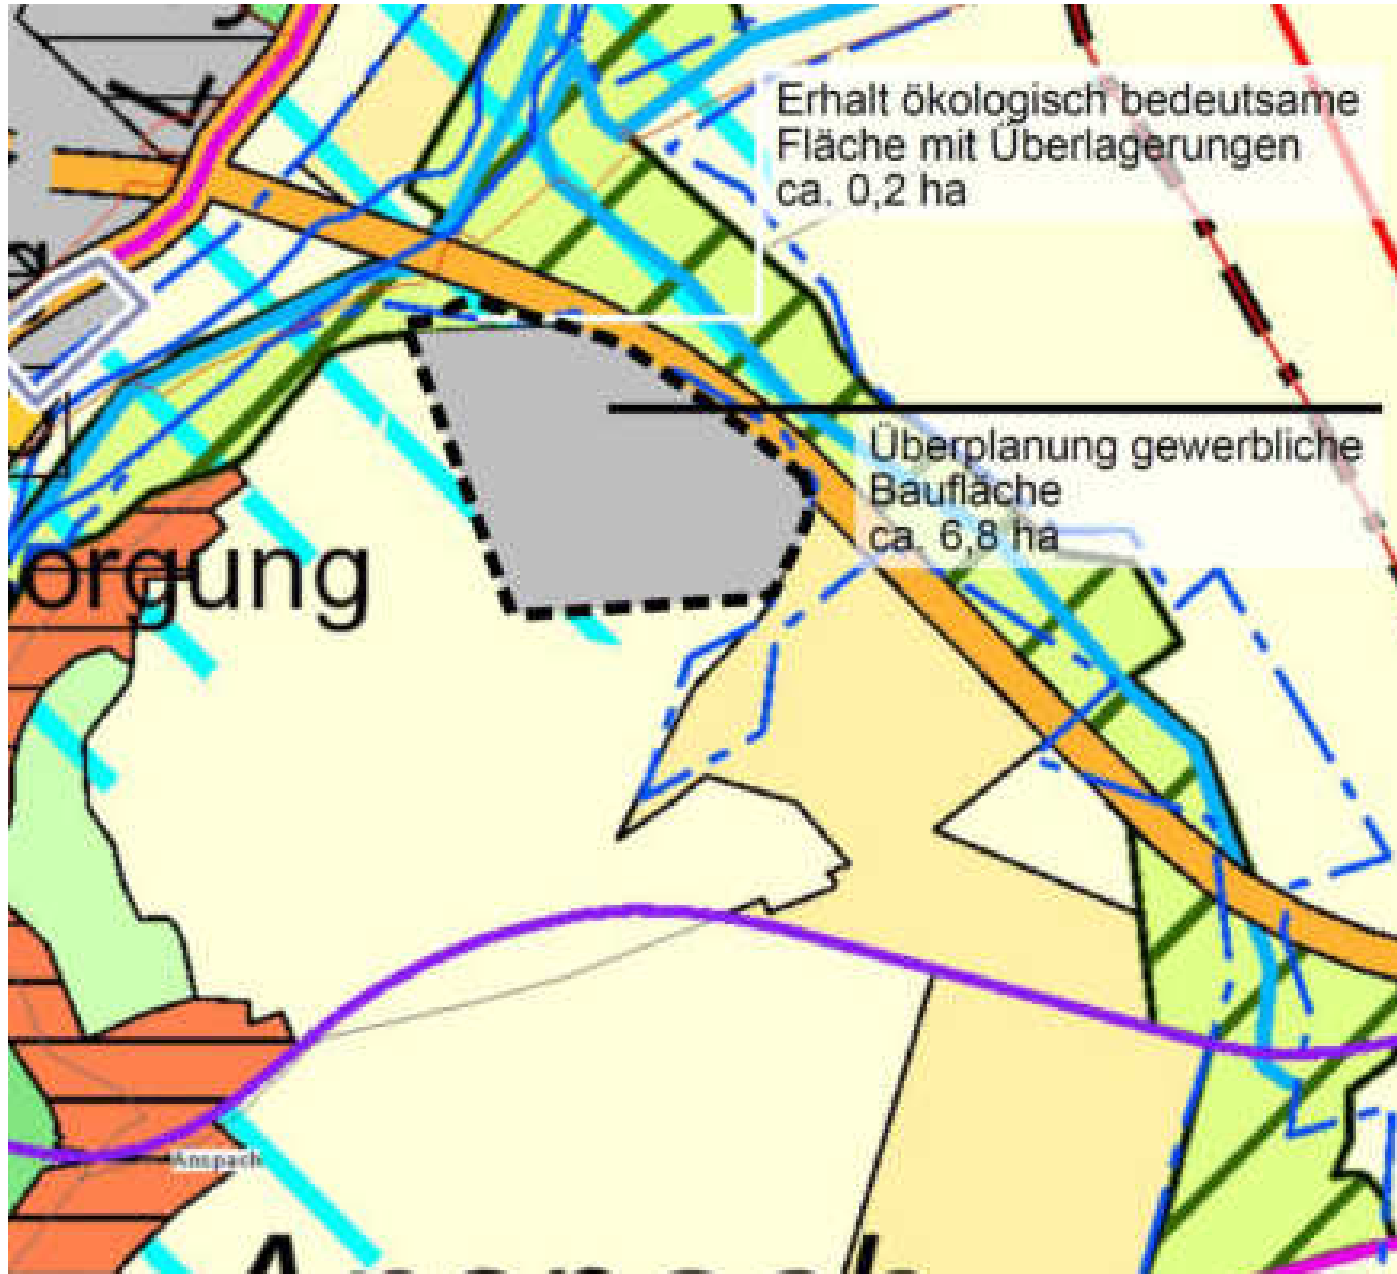 Erhalt ökologisch bedeutsame
Fläche mit Überlagerungen
ca. 0,2 ha
Überplanung gewerbliche
Baufläche
ca. 6,8 ha
orgung
Anspach